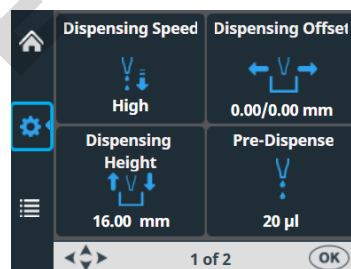 Dispensing Speed
High
Dispensing Offset
0.00/0.00 mm
Dispensing
Height
16.00 mm
Pre-Dispense
20 µl
1 of 2
OK